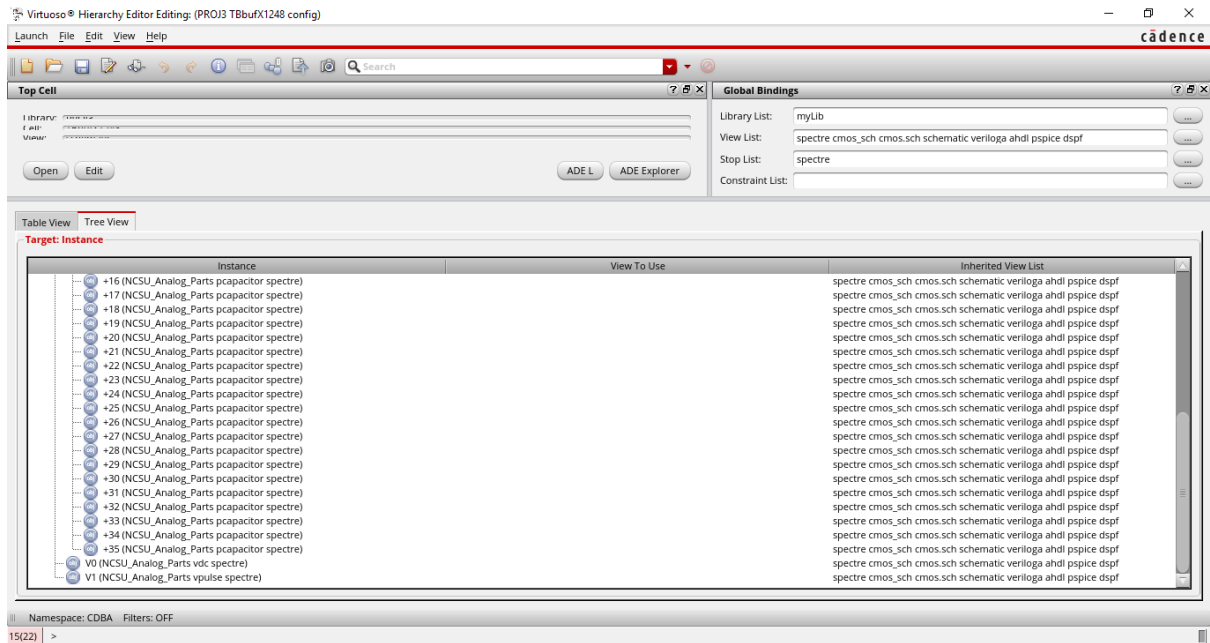 Virtuoso® Hierarchy Editor Editing: (PROJ3 TBbufX1248 config)
Launch File Edit View Help
cādence
Search
Top Cell
Global Bindings
Library:
Cell:
View:
Open Edit ADE L ADE Explorer
Library List: myLib ...
View List: spectre cmos_sch cmos.sch schematic veriloga ahdl pspice dspf ...
Stop List: spectre ...
Constraint List: ...
Table View Tree View
Target: Instance
Instance View To Use Inherited View List
+16 (NCSU_Analog_Parts pcapacitor spectre) spectre cmos_sch cmos.sch schematic veriloga ahdl pspice dspf
+17 (NCSU_Analog_Parts pcapacitor spectre) spectre cmos_sch cmos.sch schematic veriloga ahdl pspice dspf
+18 (NCSU_Analog_Parts pcapacitor spectre) spectre cmos_sch cmos.sch schematic veriloga ahdl pspice dspf
+19 (NCSU_Analog_Parts pcapacitor spectre) spectre cmos_sch cmos.sch schematic veriloga ahdl pspice dspf
+20 (NCSU_Analog_Parts pcapacitor spectre) spectre cmos_sch cmos.sch schematic veriloga ahdl pspice dspf
+21 (NCSU_Analog_Parts pcapacitor spectre) spectre cmos_sch cmos.sch schematic veriloga ahdl pspice dspf
+22 (NCSU_Analog_Parts pcapacitor spectre) spectre cmos_sch cmos.sch schematic veriloga ahdl pspice dspf
+23 (NCSU_Analog_Parts pcapacitor spectre) spectre cmos_sch cmos.sch schematic veriloga ahdl pspice dspf
+24 (NCSU_Analog_Parts pcapacitor spectre) spectre cmos_sch cmos.sch schematic veriloga ahdl pspice dspf
+25 (NCSU_Analog_Parts pcapacitor spectre) spectre cmos_sch cmos.sch schematic veriloga ahdl pspice dspf
+26 (NCSU_Analog_Parts pcapacitor spectre) spectre cmos_sch cmos.sch schematic veriloga ahdl pspice dspf
+27 (NCSU_Analog_Parts pcapacitor spectre) spectre cmos_sch cmos.sch schematic veriloga ahdl pspice dspf
+28 (NCSU_Analog_Parts pcapacitor spectre) spectre cmos_sch cmos.sch schematic veriloga ahdl pspice dspf
+29 (NCSU_Analog_Parts pcapacitor spectre) spectre cmos_sch cmos.sch schematic veriloga ahdl pspice dspf
+30 (NCSU_Analog_Parts pcapacitor spectre) spectre cmos_sch cmos.sch schematic veriloga ahdl pspice dspf
+31 (NCSU_Analog_Parts pcapacitor spectre) spectre cmos_sch cmos.sch schematic veriloga ahdl pspice dspf
+32 (NCSU_Analog_Parts pcapacitor spectre) spectre cmos_sch cmos.sch schematic veriloga ahdl pspice dspf
+33 (NCSU_Analog_Parts pcapacitor spectre) spectre cmos_sch cmos.sch schematic veriloga ahdl pspice dspf
+34 (NCSU_Analog_Parts pcapacitor spectre) spectre cmos_sch cmos.sch schematic veriloga ahdl pspice dspf
+35 (NCSU_Analog_Parts pcapacitor spectre) spectre cmos_sch cmos.sch schematic veriloga ahdl pspice dspf
V0 (NCSU_Analog_Parts vdc spectre) spectre cmos_sch cmos.sch schematic veriloga ahdl pspice dspf
V1 (NCSU_Analog_Parts vpulse spectre) spectre cmos_sch cmos.sch schematic veriloga ahdl pspice dspf
Namespace: CDBA Filters: OFF
15(22) >